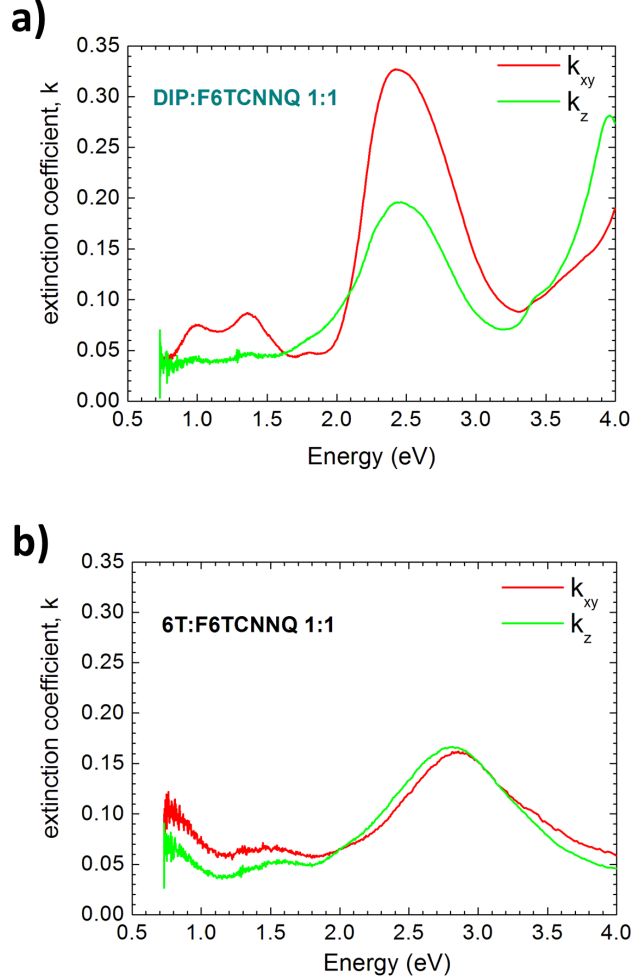 a)
0.35
0.30
0.25
0.20
0.15
0.10
0.05
0.00
extinction coefficient, k
DIP:F6TCNNQ 1:1
kxy
kz
0.5 1.0 1.5 2.0 2.5 3.0 3.5 4.0
Energy (eV)
b)
0.35
0.30
0.25
0.20
0.15
0.10
0.05
0.00
extinction coefficient, k
6T:F6TCNNQ 1:1
kxy
kz
0.5 1.0 1.5 2.0 2.5 3.0 3.5 4.0
Energy (eV)